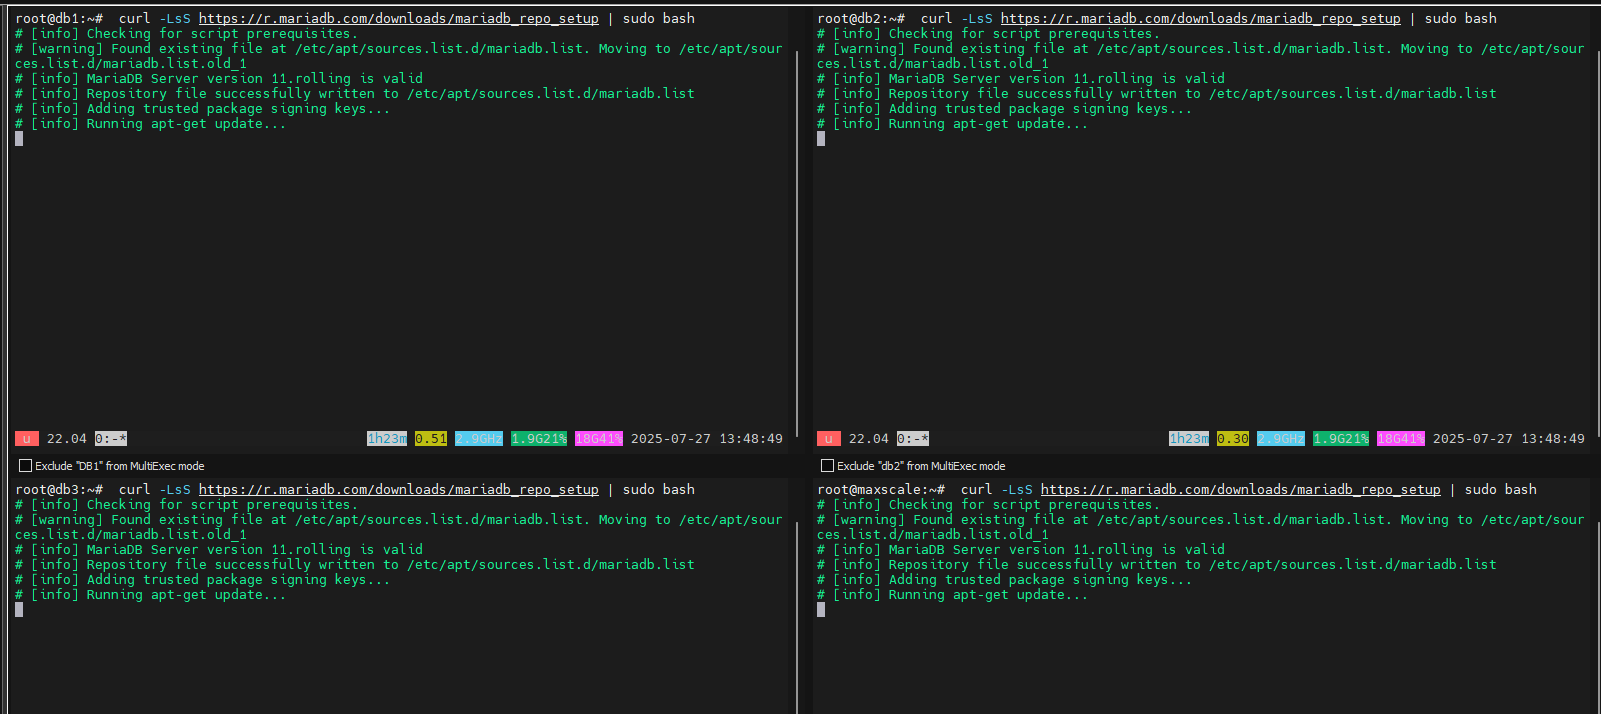 root@db1:~#  curl -LsS https://r.mariadb.com/downloads/mariadb_repo_setup | sudo bash
# [info] Checking for script prerequisites.
# [warning] Found existing file at /etc/apt/sources.list.d/mariadb.list. Moving to /etc/apt/sour
ces.list.d/mariadb.list.old_1
# [info] MariaDB Server version 11.rolling is valid
# [info] Repository file successfully written to /etc/apt/sources.list.d/mariadb.list
# [info] Adding trusted package signing keys...
# [info] Running apt-get update...
u 22.04 0:-* 1h23m 0.51 2.9GHz 1.9G21% 18G41% 2025-07-27 13:48:49
Exclude "DB1" from MultiExec mode
root@db2:~#  curl -LsS https://r.mariadb.com/downloads/mariadb_repo_setup | sudo bash
# [info] Checking for script prerequisites.
# [warning] Found existing file at /etc/apt/sources.list.d/mariadb.list. Moving to /etc/apt/sour
ces.list.d/mariadb.list.old_1
# [info] MariaDB Server version 11.rolling is valid
# [info] Repository file successfully written to /etc/apt/sources.list.d/mariadb.list
# [info] Adding trusted package signing keys...
# [info] Running apt-get update...
u 22.04 0:-* 1h23m 0.30 2.9GHz 1.9G21% 18G41% 2025-07-27 13:48:49
Exclude "db2" from MultiExec mode
root@db3:~#  curl -LsS https://r.mariadb.com/downloads/mariadb_repo_setup | sudo bash
# [info] Checking for script prerequisites.
# [warning] Found existing file at /etc/apt/sources.list.d/mariadb.list. Moving to /etc/apt/sour
ces.list.d/mariadb.list.old_1
# [info] MariaDB Server version 11.rolling is valid
# [info] Repository file successfully written to /etc/apt/sources.list.d/mariadb.list
# [info] Adding trusted package signing keys...
# [info] Running apt-get update...
root@maxscale:~#  curl -LsS https://r.mariadb.com/downloads/mariadb_repo_setup | sudo bash
# [info] Checking for script prerequisites.
# [warning] Found existing file at /etc/apt/sources.list.d/mariadb.list. Moving to /etc/apt/sour
ces.list.d/mariadb.list.old_1
# [info] MariaDB Server version 11.rolling is valid
# [info] Repository file successfully written to /etc/apt/sources.list.d/mariadb.list
# [info] Adding trusted package signing keys...
# [info] Running apt-get update...